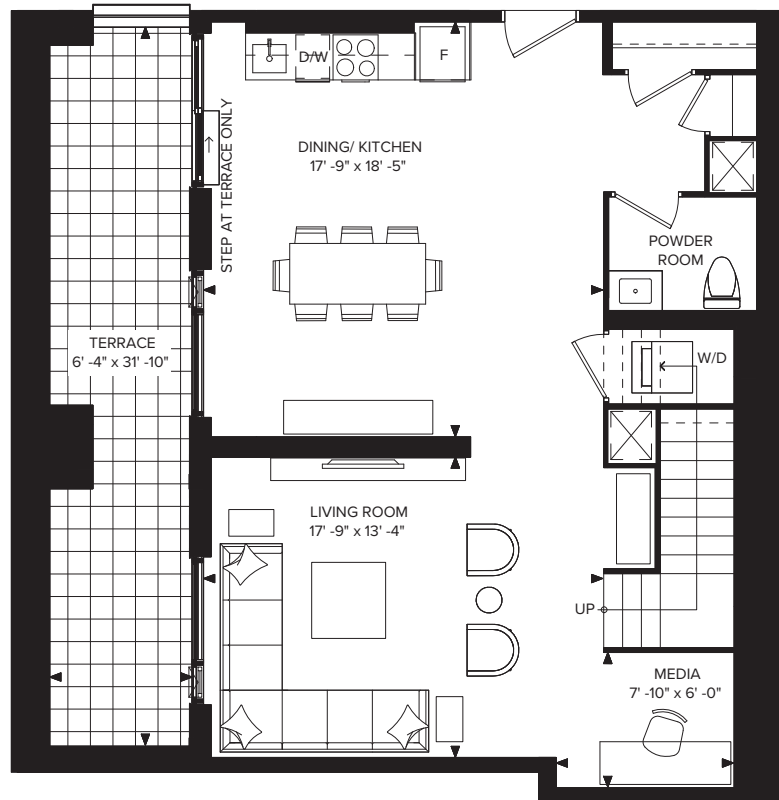 D/W
F
STEP AT TERRACE ONLY
DINING/ KITCHEN
17' -9" x 18' -5"
POWDER
ROOM
TERRACE
6' -4" x 31' -10"
W/D
LIVING ROOM
17' -9" x 13' -4"
UP
MEDIA
7' -10" x 6' -0"